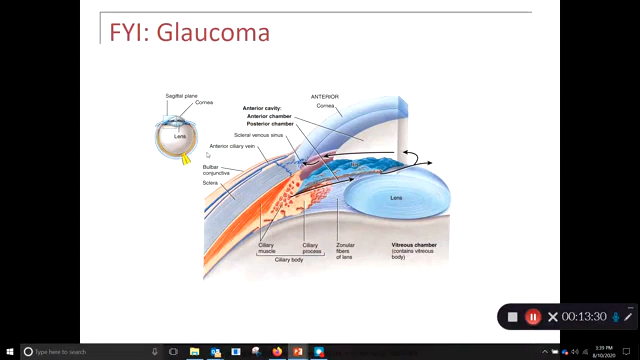 FYI: Glaucoma
Sagittal plane
Cornea
Lens
ANTERIOR
Cornea
Anterior cavity:
Anterior chamber
Posterior chamber
Scleral venous sinus
Anterior ciliary vein
Bulbar
conjunctiva
Sclera
Lens
Ciliary
muscle
Ciliary
process
Ciliary body
Zonular
fibers
of lens
Vitreous chamber
(contains vitreous
body)
00:13:30
Type here to search
3:35 PM
8/10/2020